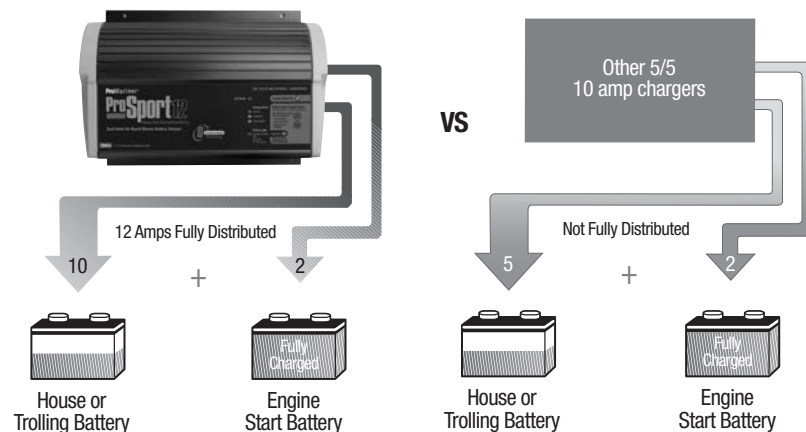 ProMariner
ProSport12
VS
Other 5/5
10 amp chargers
12 Amps Fully Distributed
10
+
2
Fully
Charged
House or
Trolling Battery
Engine
Start Battery
Not Fully Distributed
5
+
2
Fully
Charged
House or
Trolling Battery
Engine
Start Battery